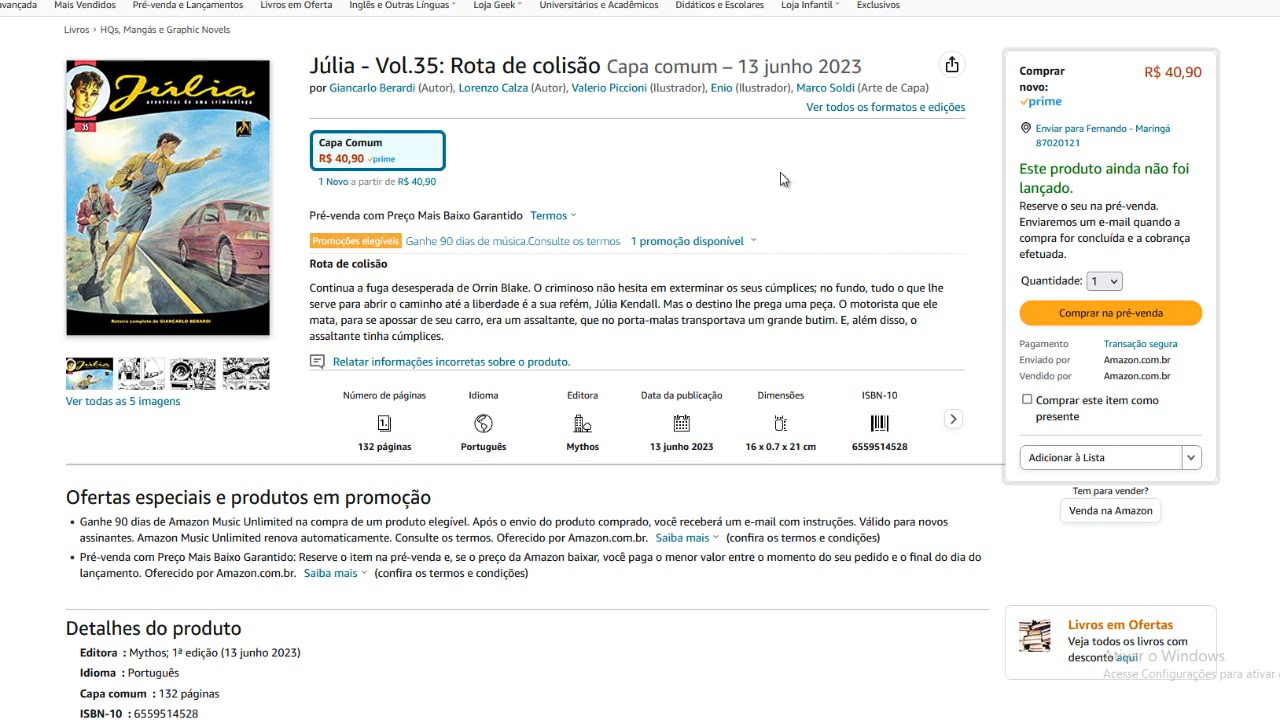 avançada Mais Vendidos Pré-venda e Lançamentos Livros em Oferta Inglês e Outras Línguas Loja Geek Universitários e Acadêmicos Didáticos e Escolares Loja Infantil Exclusivos
Livros › HQs, Mangás e Graphic Novels
Júlia
aventuras de uma criminóloga
35
Roteiro completo de GIANCARLO BERARDI
Ver todas as 5 imagens
Júlia - Vol.35: Rota de colisão Capa comum – 13 junho 2023
por Giancarlo Berardi (Autor), Lorenzo Calza (Autor), Valerio Piccioni (Ilustrador), Enio (Ilustrador), Marco Soldi (Arte de Capa)
Ver todos os formatos e edições
Capa Comum
R$ 40,90 prime
1 Novo a partir de R$ 40,90
Pré-venda com Preço Mais Baixo Garantido Termos
Promoções elegíveis Ganhe 90 dias de música.Consulte os termos 1 promoção disponível
Rota de colisão
Continua a fuga desesperada de Orrin Blake. O criminoso não hesita em exterminar os seus cúmplices; no fundo, tudo o que lhe
serve para abrir o caminho até a liberdade é a sua refém, Júlia Kendall. Mas o destino lhe prega uma peça. O motorista que ele
mata, para se apossar de seu carro, era um assaltante, que no porta-malas transportava um grande butim. E, além disso, o
assaltante tinha cúmplices.
Relatar informações incorretas sobre o produto.
Número de páginas Idioma Editora Data da publicação Dimensões ISBN-10
132 páginas Português Mythos 13 junho 2023 16 x 0.7 x 21 cm 6559514528
Comprar
novo:
R$ 40,90
prime
Enviar para Fernando - Maringá
87020121
Este produto ainda não foi
lançado.
Reserve o seu na pré-venda.
Enviaremos um e-mail quando a
compra for concluída e a cobrança
efetuada.
Quantidade: 1
Comprar na pré-venda
Pagamento Transação segura
Enviado por Amazon.com.br
Vendido por Amazon.com.br
Comprar este item como
presente
Adicionar à Lista
Tem para vender?
Venda na Amazon
Ofertas especiais e produtos em promoção
• Ganhe 90 dias de Amazon Music Unlimited na compra de um produto elegível. Após o envio do produto comprado, você receberá um e-mail com instruções. Válido para novos
assinantes. Amazon Music Unlimited renova automaticamente. Consulte os termos. Oferecido por Amazon.com.br. Saiba mais (confira os termos e condições)
• Pré-venda com Preço Mais Baixo Garantido: Reserve o item na pré-venda e, se o preço da Amazon baixar, você paga o menor valor entre o momento do seu pedido e o final do dia do
lançamento. Oferecido por Amazon.com.br. Saiba mais (confira os termos e condições)
Detalhes do produto
Editora : Mythos; 1ª edição (13 junho 2023)
Idioma : Português
Capa comum : 132 páginas
ISBN-10 : 6559514528
Livros em Ofertas
Veja todos os livros com
desconto aqui
Ativar o Windows
Acesse Configurações para ativar o